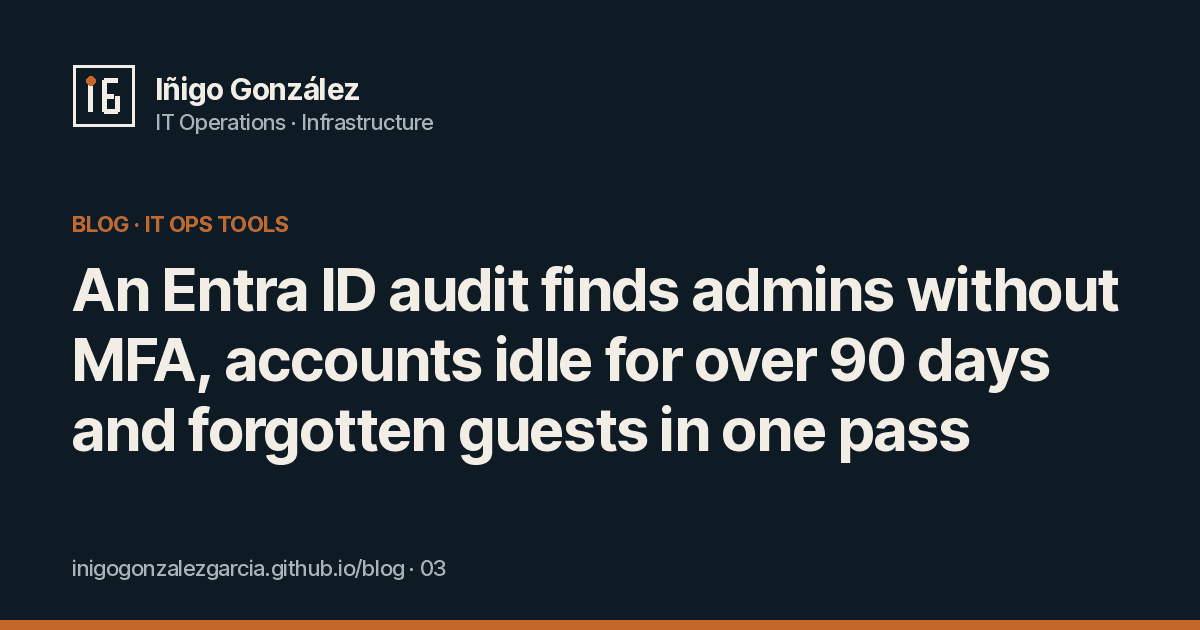 iG
Iñigo González
IT Operations · Infrastructure
BLOG · IT OPS TOOLS
An Entra ID audit finds admins without
MFA, accounts idle for over 90 days
and forgotten guests in one pass
inigogonzalezgarcia.github.io/blog · 03